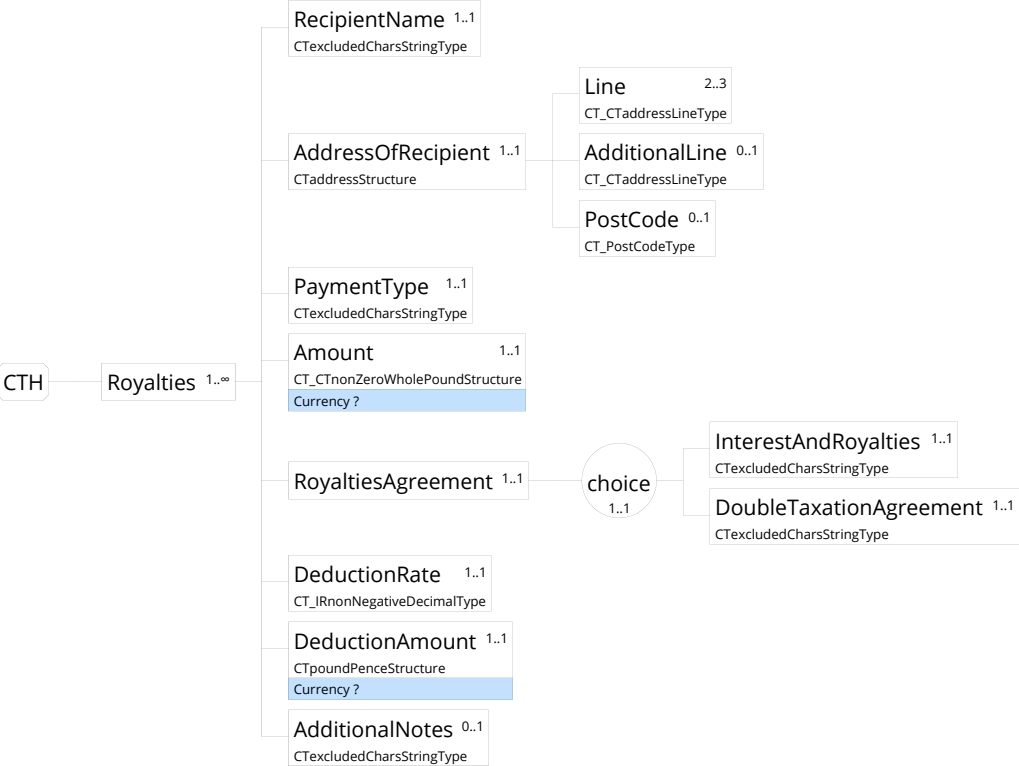 RecipientName 1..1
CTexcludedCharsStringType
Line 2..3
CT_CTaddressLineType
AddressOfRecipient 1..1
CTaddressStructure
AdditionalLine 0..1
CT_CTaddressLineType
PostCode 0..1
CT_PostCodeType
PaymentType 1..1
CTexcludedCharsStringType
Amount 1..1
CT_CTnonZeroWholePoundStructure
Currency ?
CTH
Royalties 1..∞
RoyaltiesAgreement 1..1
choice
1..1
InterestAndRoyalties 1..1
CTexcludedCharsStringType
DoubleTaxationAgreement 1..1
CTexcludedCharsStringType
DeductionRate 1..1
CT_IRnonNegativeDecimalType
DeductionAmount 1..1
CTpoundPenceStructure
Currency ?
AdditionalNotes 0..1
CTexcludedCharsStringType